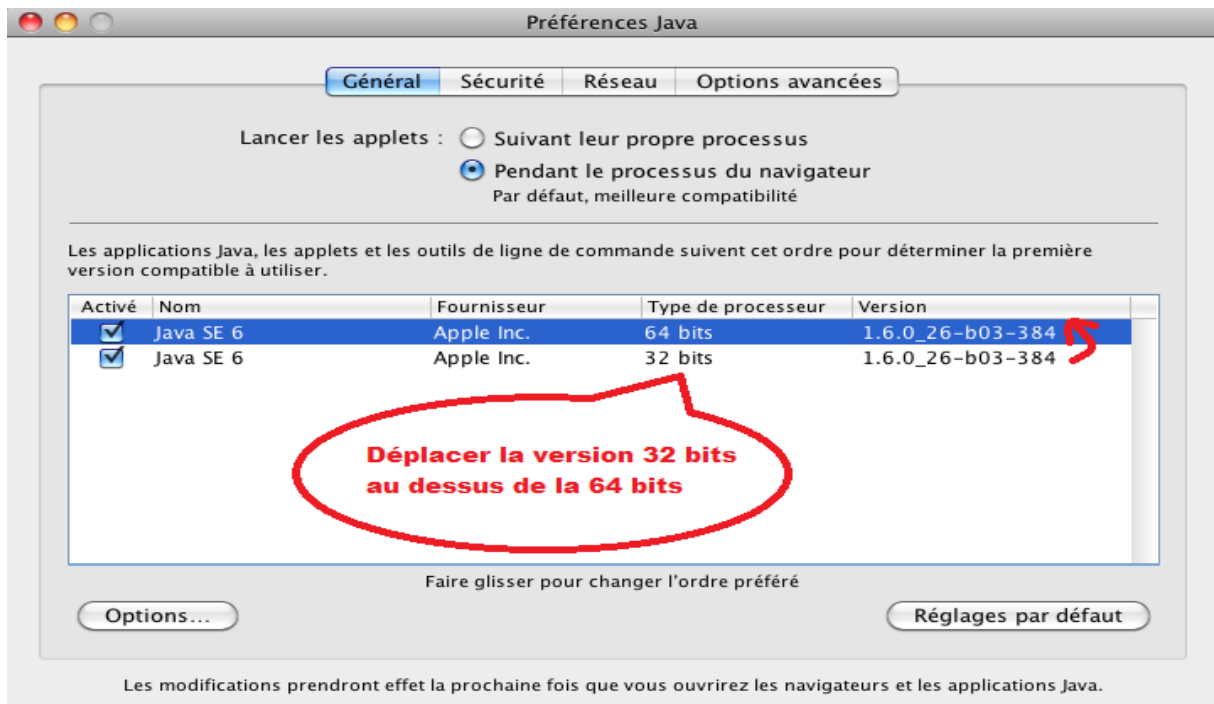 Préférences Java
Général Sécurité Réseau Options avancées
Lancer les applets : Suivant leur propre processus
Pendant le processus du navigateur
Par défaut, meilleure compatibilité
Les applications Java, les applets et les outils de ligne de commande suivent cet ordre pour déterminer la première
version compatible à utiliser.
Activé Nom Fournisseur Type de processeur Version
Java SE 6 Apple Inc. 64 bits 1.6.0_26-b03-384
Java SE 6 Apple Inc. 32 bits 1.6.0_26-b03-384
Déplacer la version 32 bits
au dessus de la 64 bits
Faire glisser pour changer l'ordre préféré
Options... Réglages par défaut
Les modifications prendront effet la prochaine fois que vous ouvrirez les navigateurs et les applications Java.